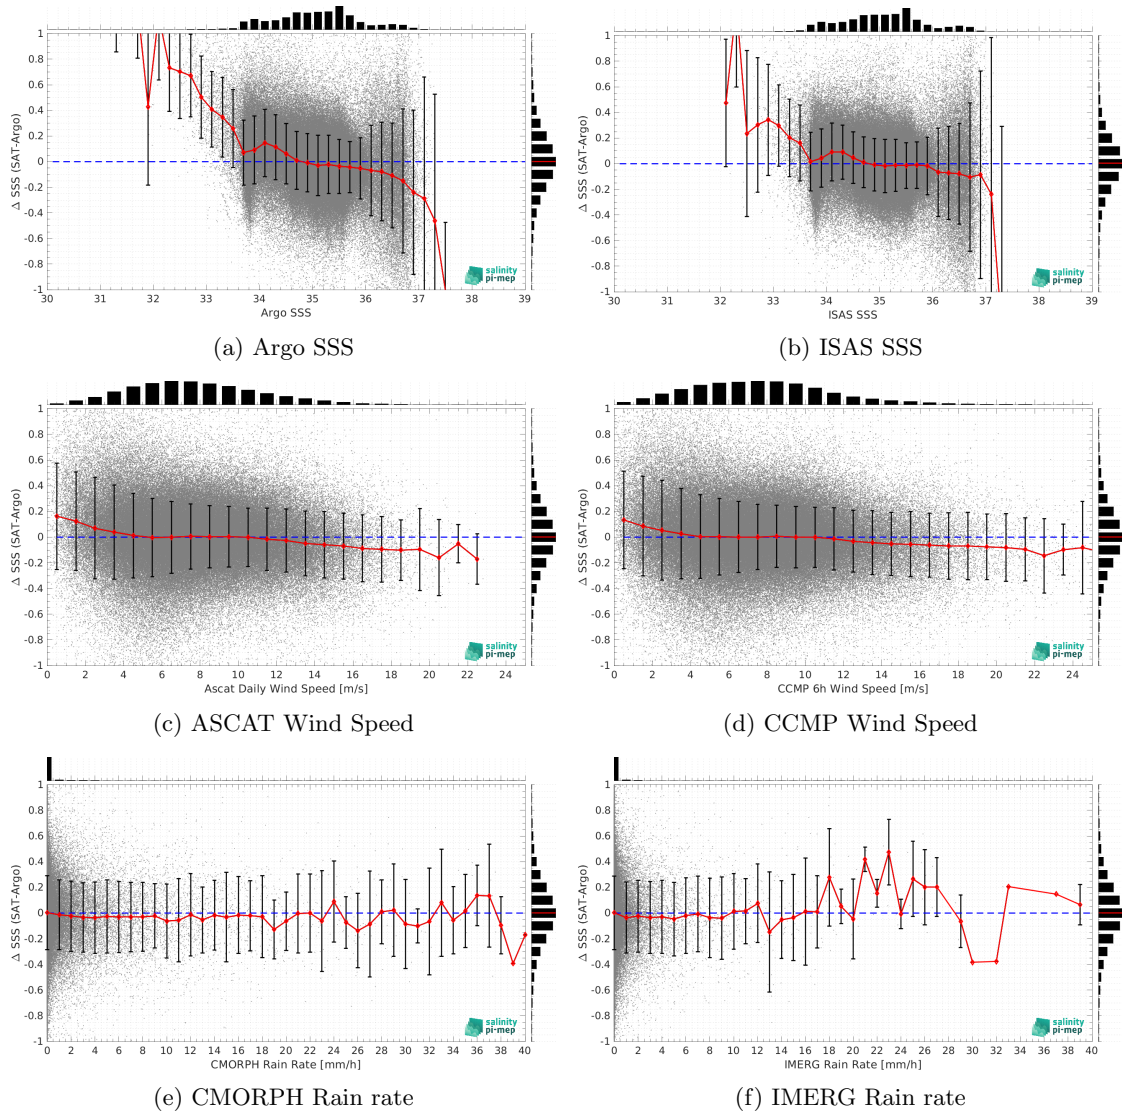 1
0.8
0.6
0.4
0.2
0
-0.2
-0.4
-0.6
-0.8
-1
Δ SSS (SAT-Argo)
salinity
pi-mep
30 31 32 33 34 35 36 37 38 39
Argo SSS
(a) Argo SSS
1
0.8
0.6
0.4
0.2
0
-0.2
-0.4
-0.6
-0.8
-1
Δ SSS (SAT-Argo)
salinity
pi-mep
30 31 32 33 34 35 36 37 38 39
ISAS SSS
(b) ISAS SSS
1
0.8
0.6
0.4
0.2
0
-0.2
-0.4
-0.6
-0.8
-1
Δ SSS (SAT-Argo)
salinity
pi-mep
0 2 4 6 8 10 12 14 16 18 20 22 24
Ascat Daily Wind Speed [m/s]
(c) ASCAT Wind Speed
1
0.8
0.6
0.4
0.2
0
-0.2
-0.4
-0.6
-0.8
-1
Δ SSS (SAT-Argo)
salinity
pi-mep
0 2 4 6 8 10 12 14 16 18 20 22 24
CCMP 6h Wind Speed [m/s]
(d) CCMP Wind Speed
1
0.8
0.6
0.4
0.2
0
-0.2
-0.4
-0.6
-0.8
-1
Δ SSS (SAT-Argo)
salinity
pi-mep
0 2 4 6 8 10 12 14 16 18 20 22 24 26 28 30 32 34 36 38 40
CMORPH Rain Rate [mm/h]
(e) CMORPH Rain rate
1
0.8
0.6
0.4
0.2
0
-0.2
-0.4
-0.6
-0.8
-1
Δ SSS (SAT-Argo)
salinity
pi-mep
0 2 4 6 8 10 12 14 16 18 20 22 24 26 28 30 32 34 36 38 40
IMERG Rain Rate [mm/h]
(f) IMERG Rain rate